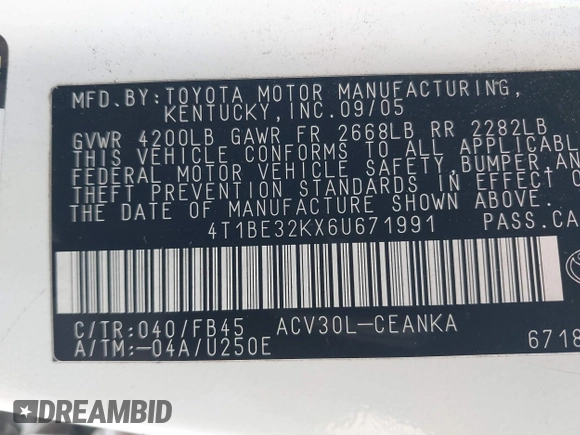 MFD.BY:TOYOTA MOTOR MANUFACTURING,
KENTUCKY,INC.09/05
GVWR 4200LB GAWR FR 2668LB RR 2282LB
THIS VEHICLE CONFORMS TO ALL APPLICABL
FEDERAL MOTOR VEHICLE SAFETY,BUMPER,AN
THEFT PREVENTION STANDARDS IN EFFECT O
THE DATE OF MANUFACTURE SHOWN ABOVE.
4T1BE32KX6U671991 PASS.CA
C/TR:040/FB45 ACV30L-CEANKA
A/TM:-04A/U250E 6718
DREAMBID